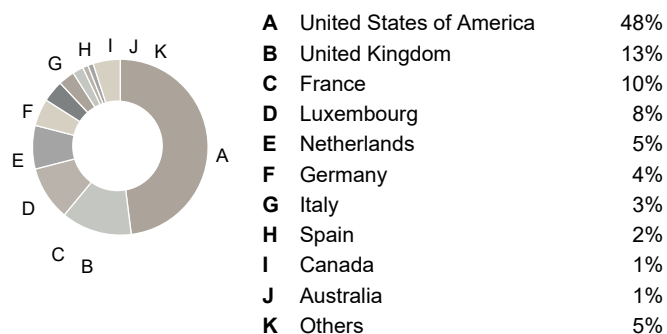 A United States of America 48%
B United Kingdom 13%
C France 10%
D Luxembourg 8%
E Netherlands 5%
F Germany 4%
G Italy 3%
H Spain 2%
I Canada 1%
J Australia 1%
K Others 5%
H I J K
G
F
E
D
C
B
A